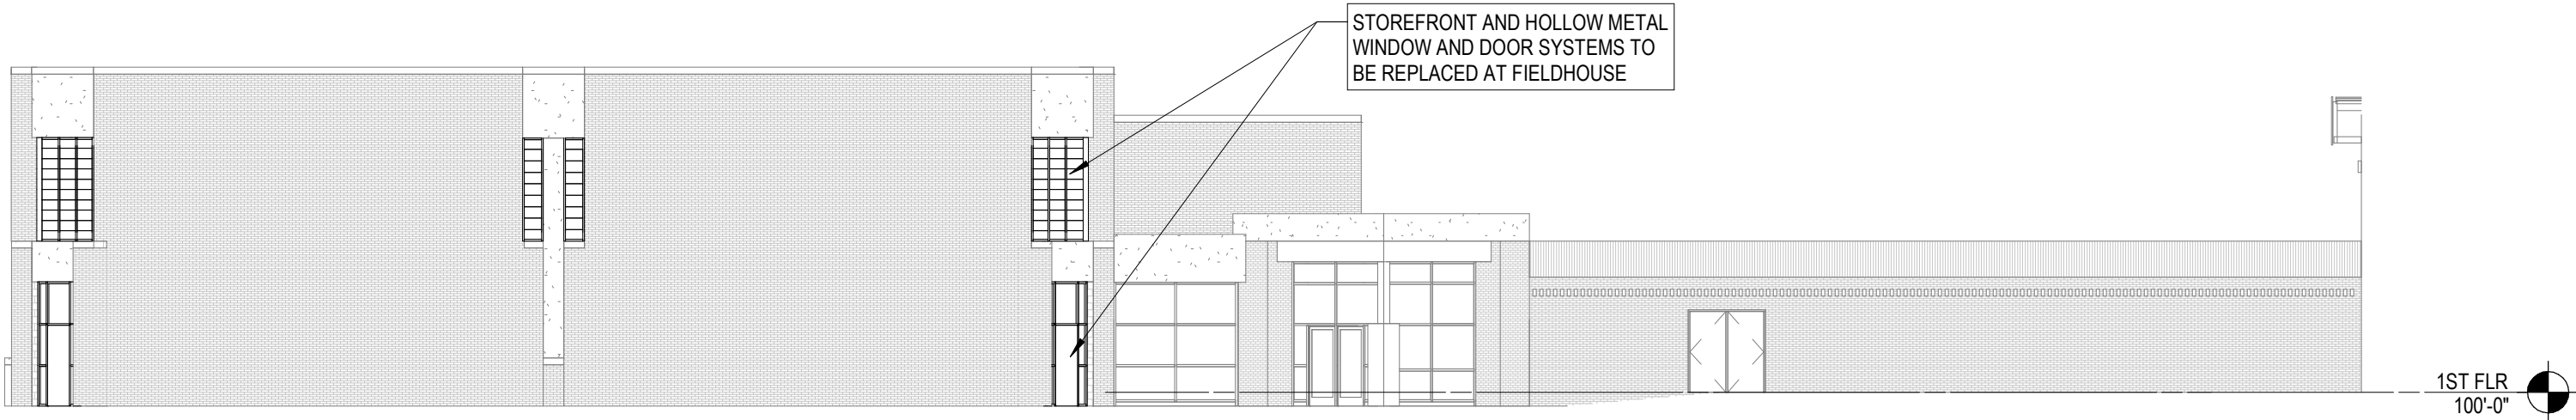 STOREFRONT AND HOLLOW METAL
WINDOW AND DOOR SYSTEMS TO
BE REPLACED AT FIELDHOUSE
1ST FLR
100'-0"